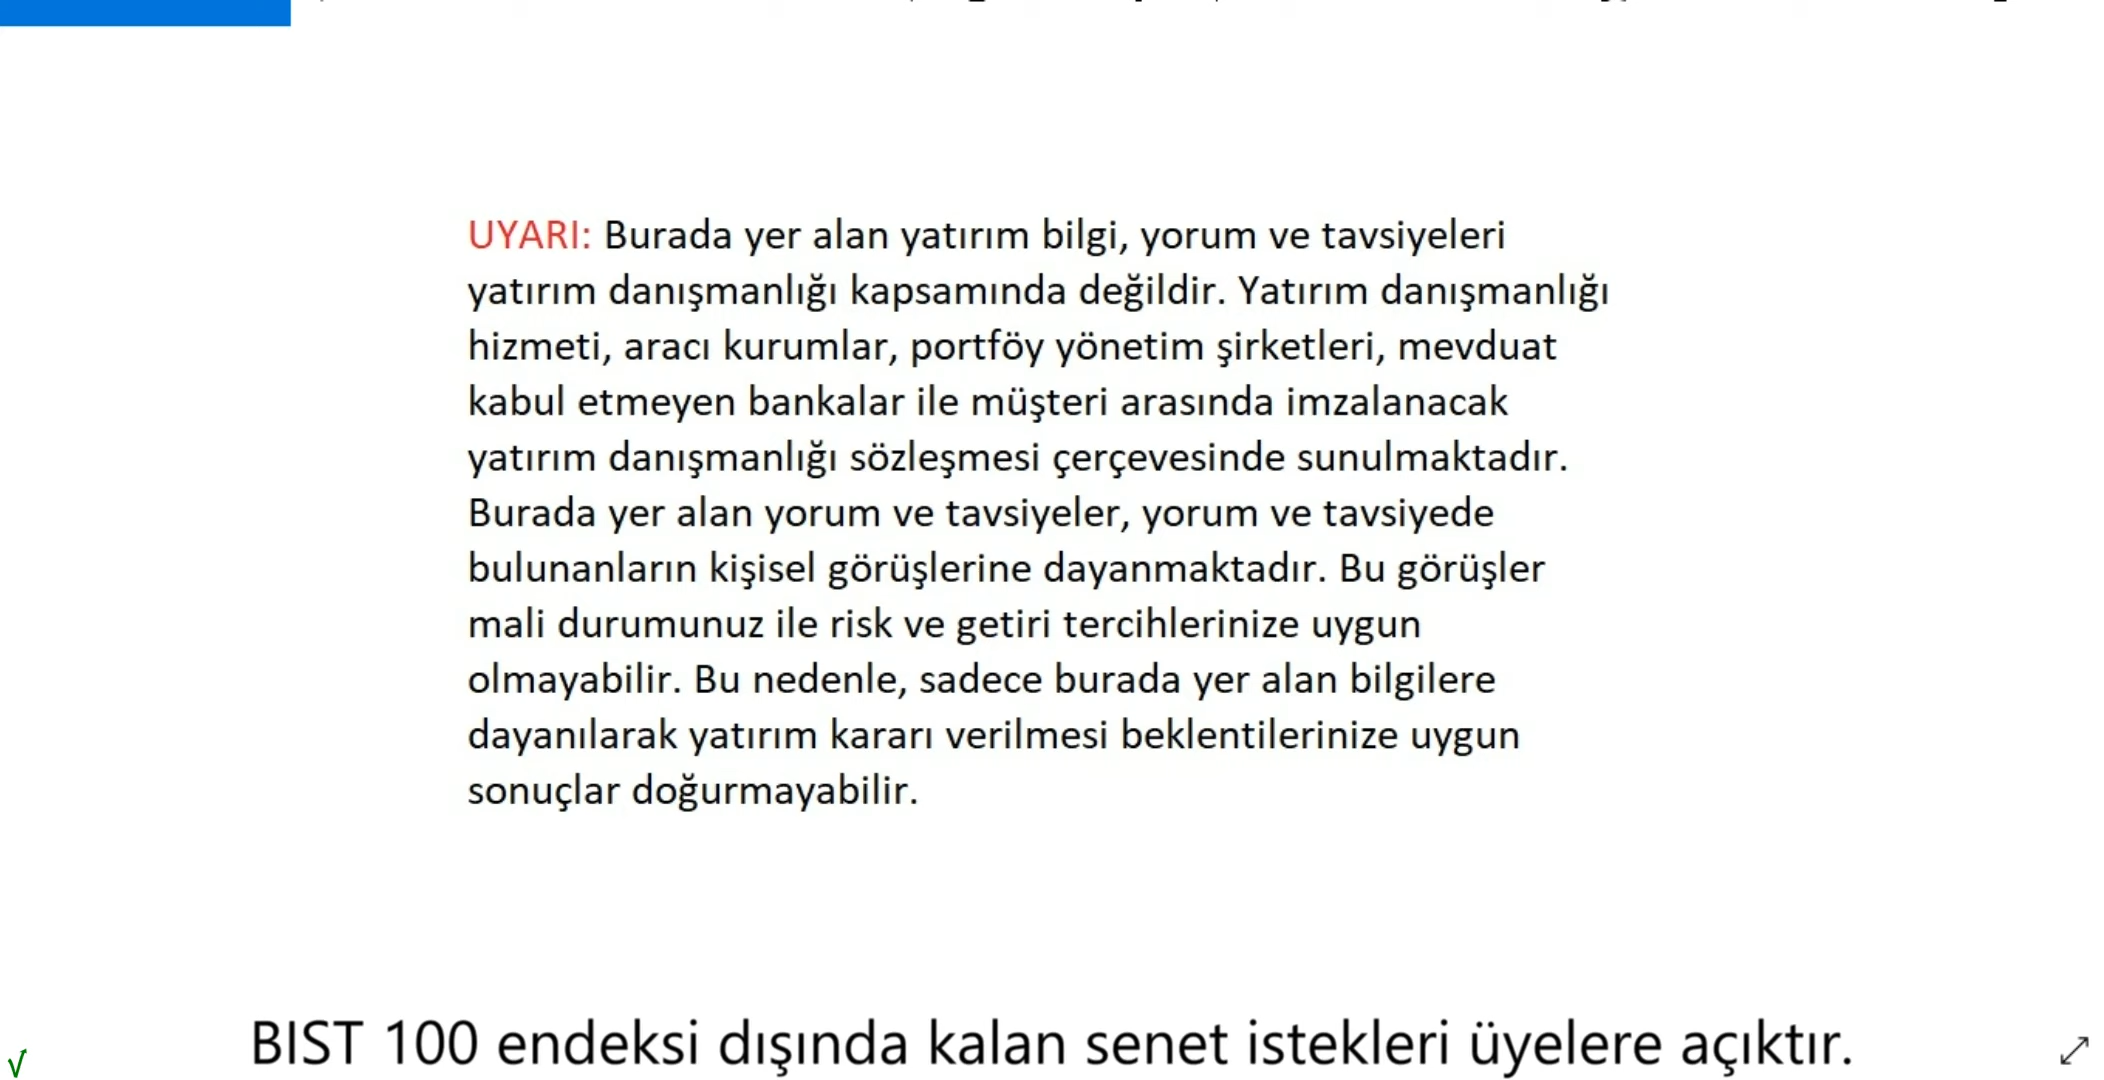 UYARI: Burada yer alan yatırım bilgi, yorum ve tavsiyeleri
yatırım danışmanlığı kapsamında değildir. Yatırım danışmanlığı
hizmeti, aracı kurumlar, portföy yönetim şirketleri, mevduat
kabul etmeyen bankalar ile müşteri arasında imzalanacak
yatırım danışmanlığı sözleşmesi çerçevesinde sunulmaktadır.
Burada yer alan yorum ve tavsiyeler, yorum ve tavsiyede
bulunanların kişisel görüşlerine dayanmaktadır. Bu görüşler
mali durumunuz ile risk ve getiri tercihlerinize uygun
olmayabilir. Bu nedenle, sadece burada yer alan bilgilere
dayanılarak yatırım kararı verilmesi beklentilerinize uygun
sonuçlar doğurmayabilir.
BIST 100 endeksi dışında kalan senet istekleri üyelere açıktır.